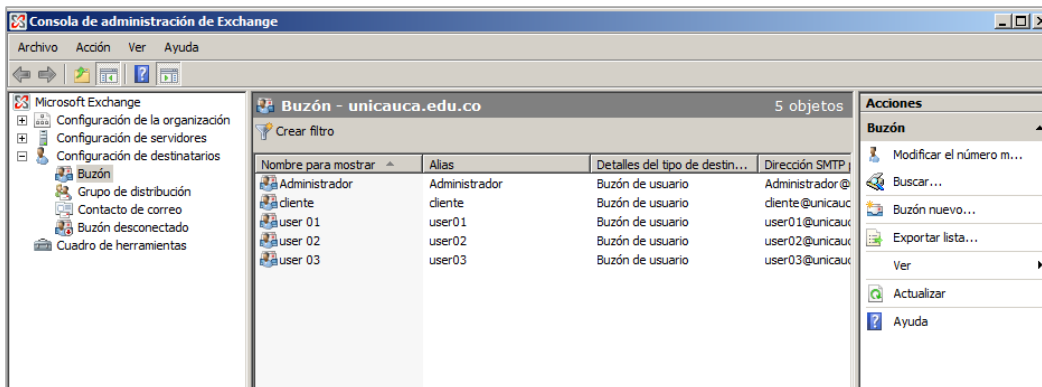 Consola de administración de Exchange
Archivo Acción Ver Ayuda
Microsoft Exchange
Configuración de la organización
Configuración de servidores
Configuración de destinatarios
Buzón
Grupo de distribución
Contacto de correo
Buzón desconectado
Cuadro de herramientas
Buzón - unicauca.edu.co 5 objetos
Crear filtro
Nombre para mostrar Alias Detalles del tipo de destin... Dirección SMTP
Administrador Administrador Buzón de usuario Administrador@
cliente cliente Buzón de usuario cliente@unicauc
user 01 user01 Buzón de usuario user01@unicauc
user 02 user02 Buzón de usuario user02@unicauc
user 03 user03 Buzón de usuario user03@unicauc
Acciones
Buzón
Modificar el número m...
Buscar...
Buzón nuevo...
Exportar lista...
Ver
Actualizar
Ayuda